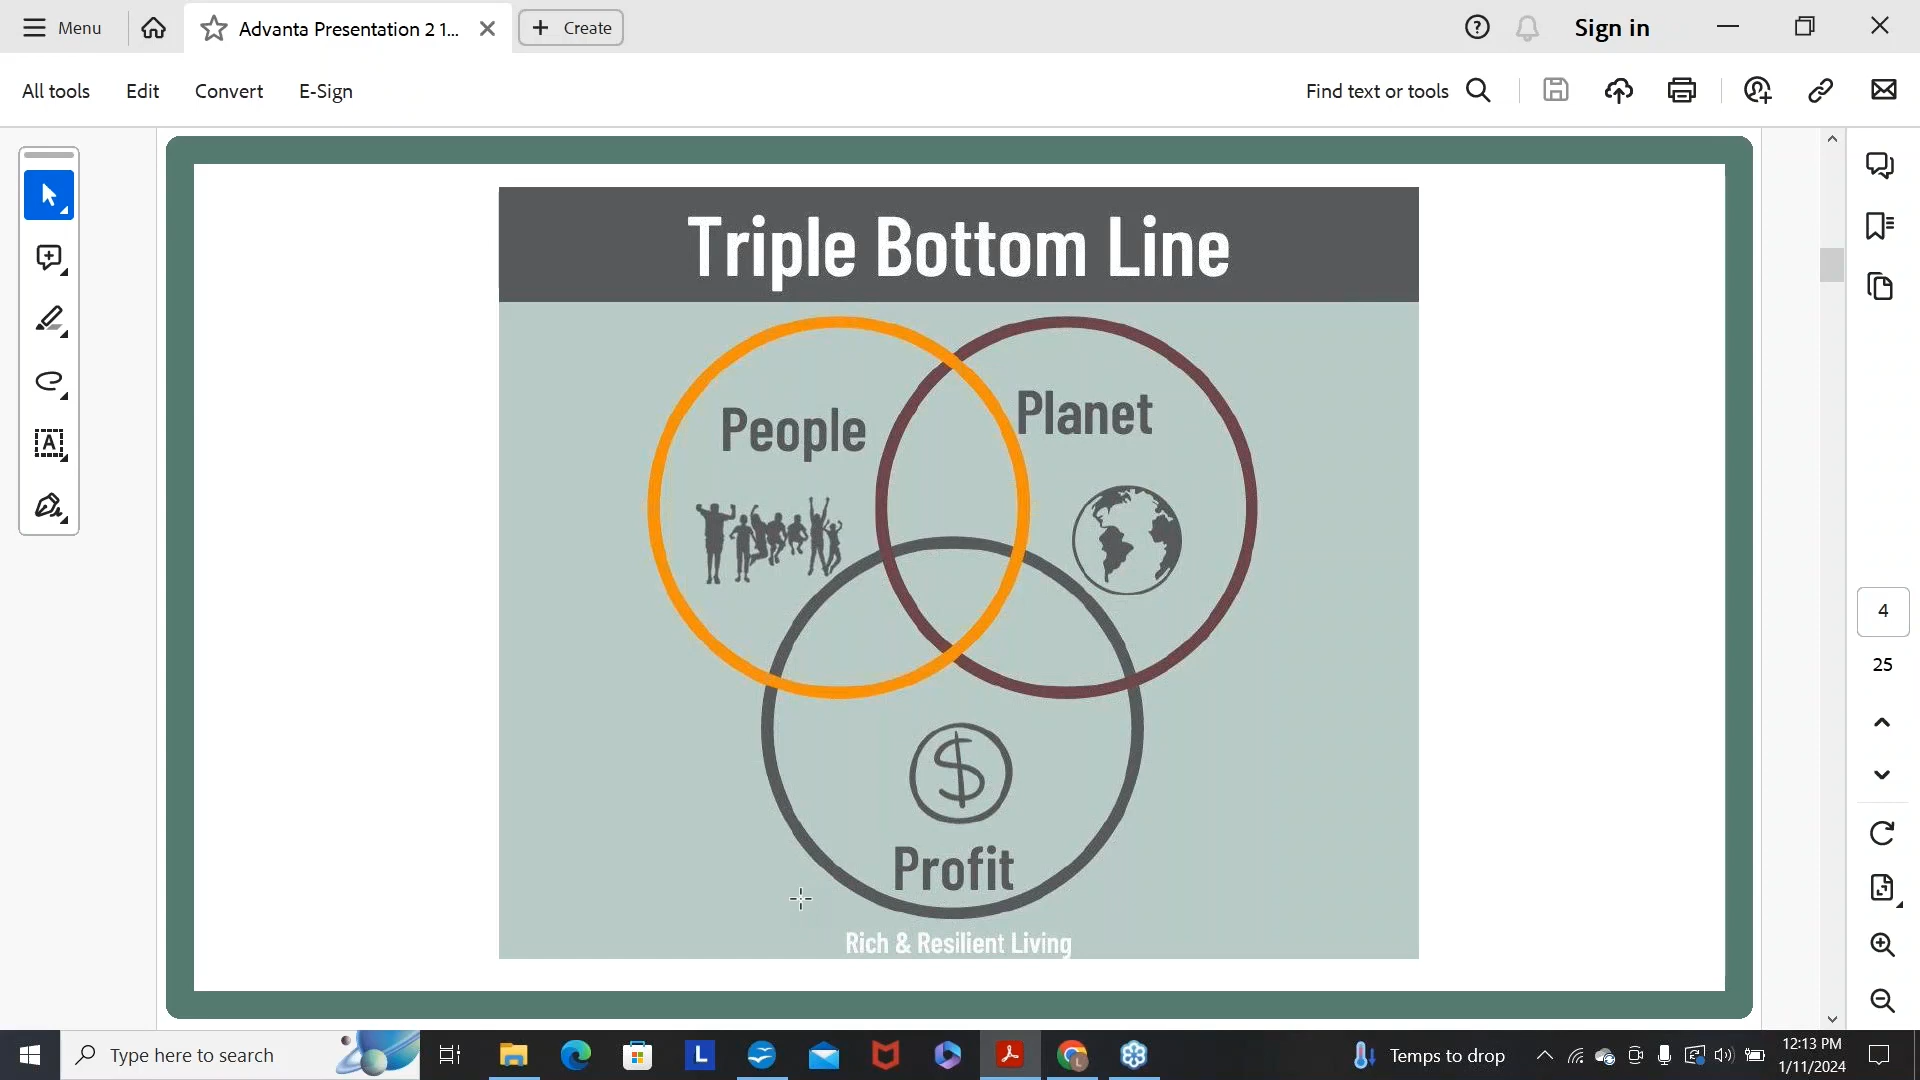 Menu
Advanta Presentation 2 1...
Create
Sign in
All tools
Edit
Convert
E-Sign
Find text or tools
Triple Bottom Line
People
Planet
$
Profit
Rich & Resilient Living
4
25
Type here to search
L
Temps to drop
12:13 PM
1/11/2024